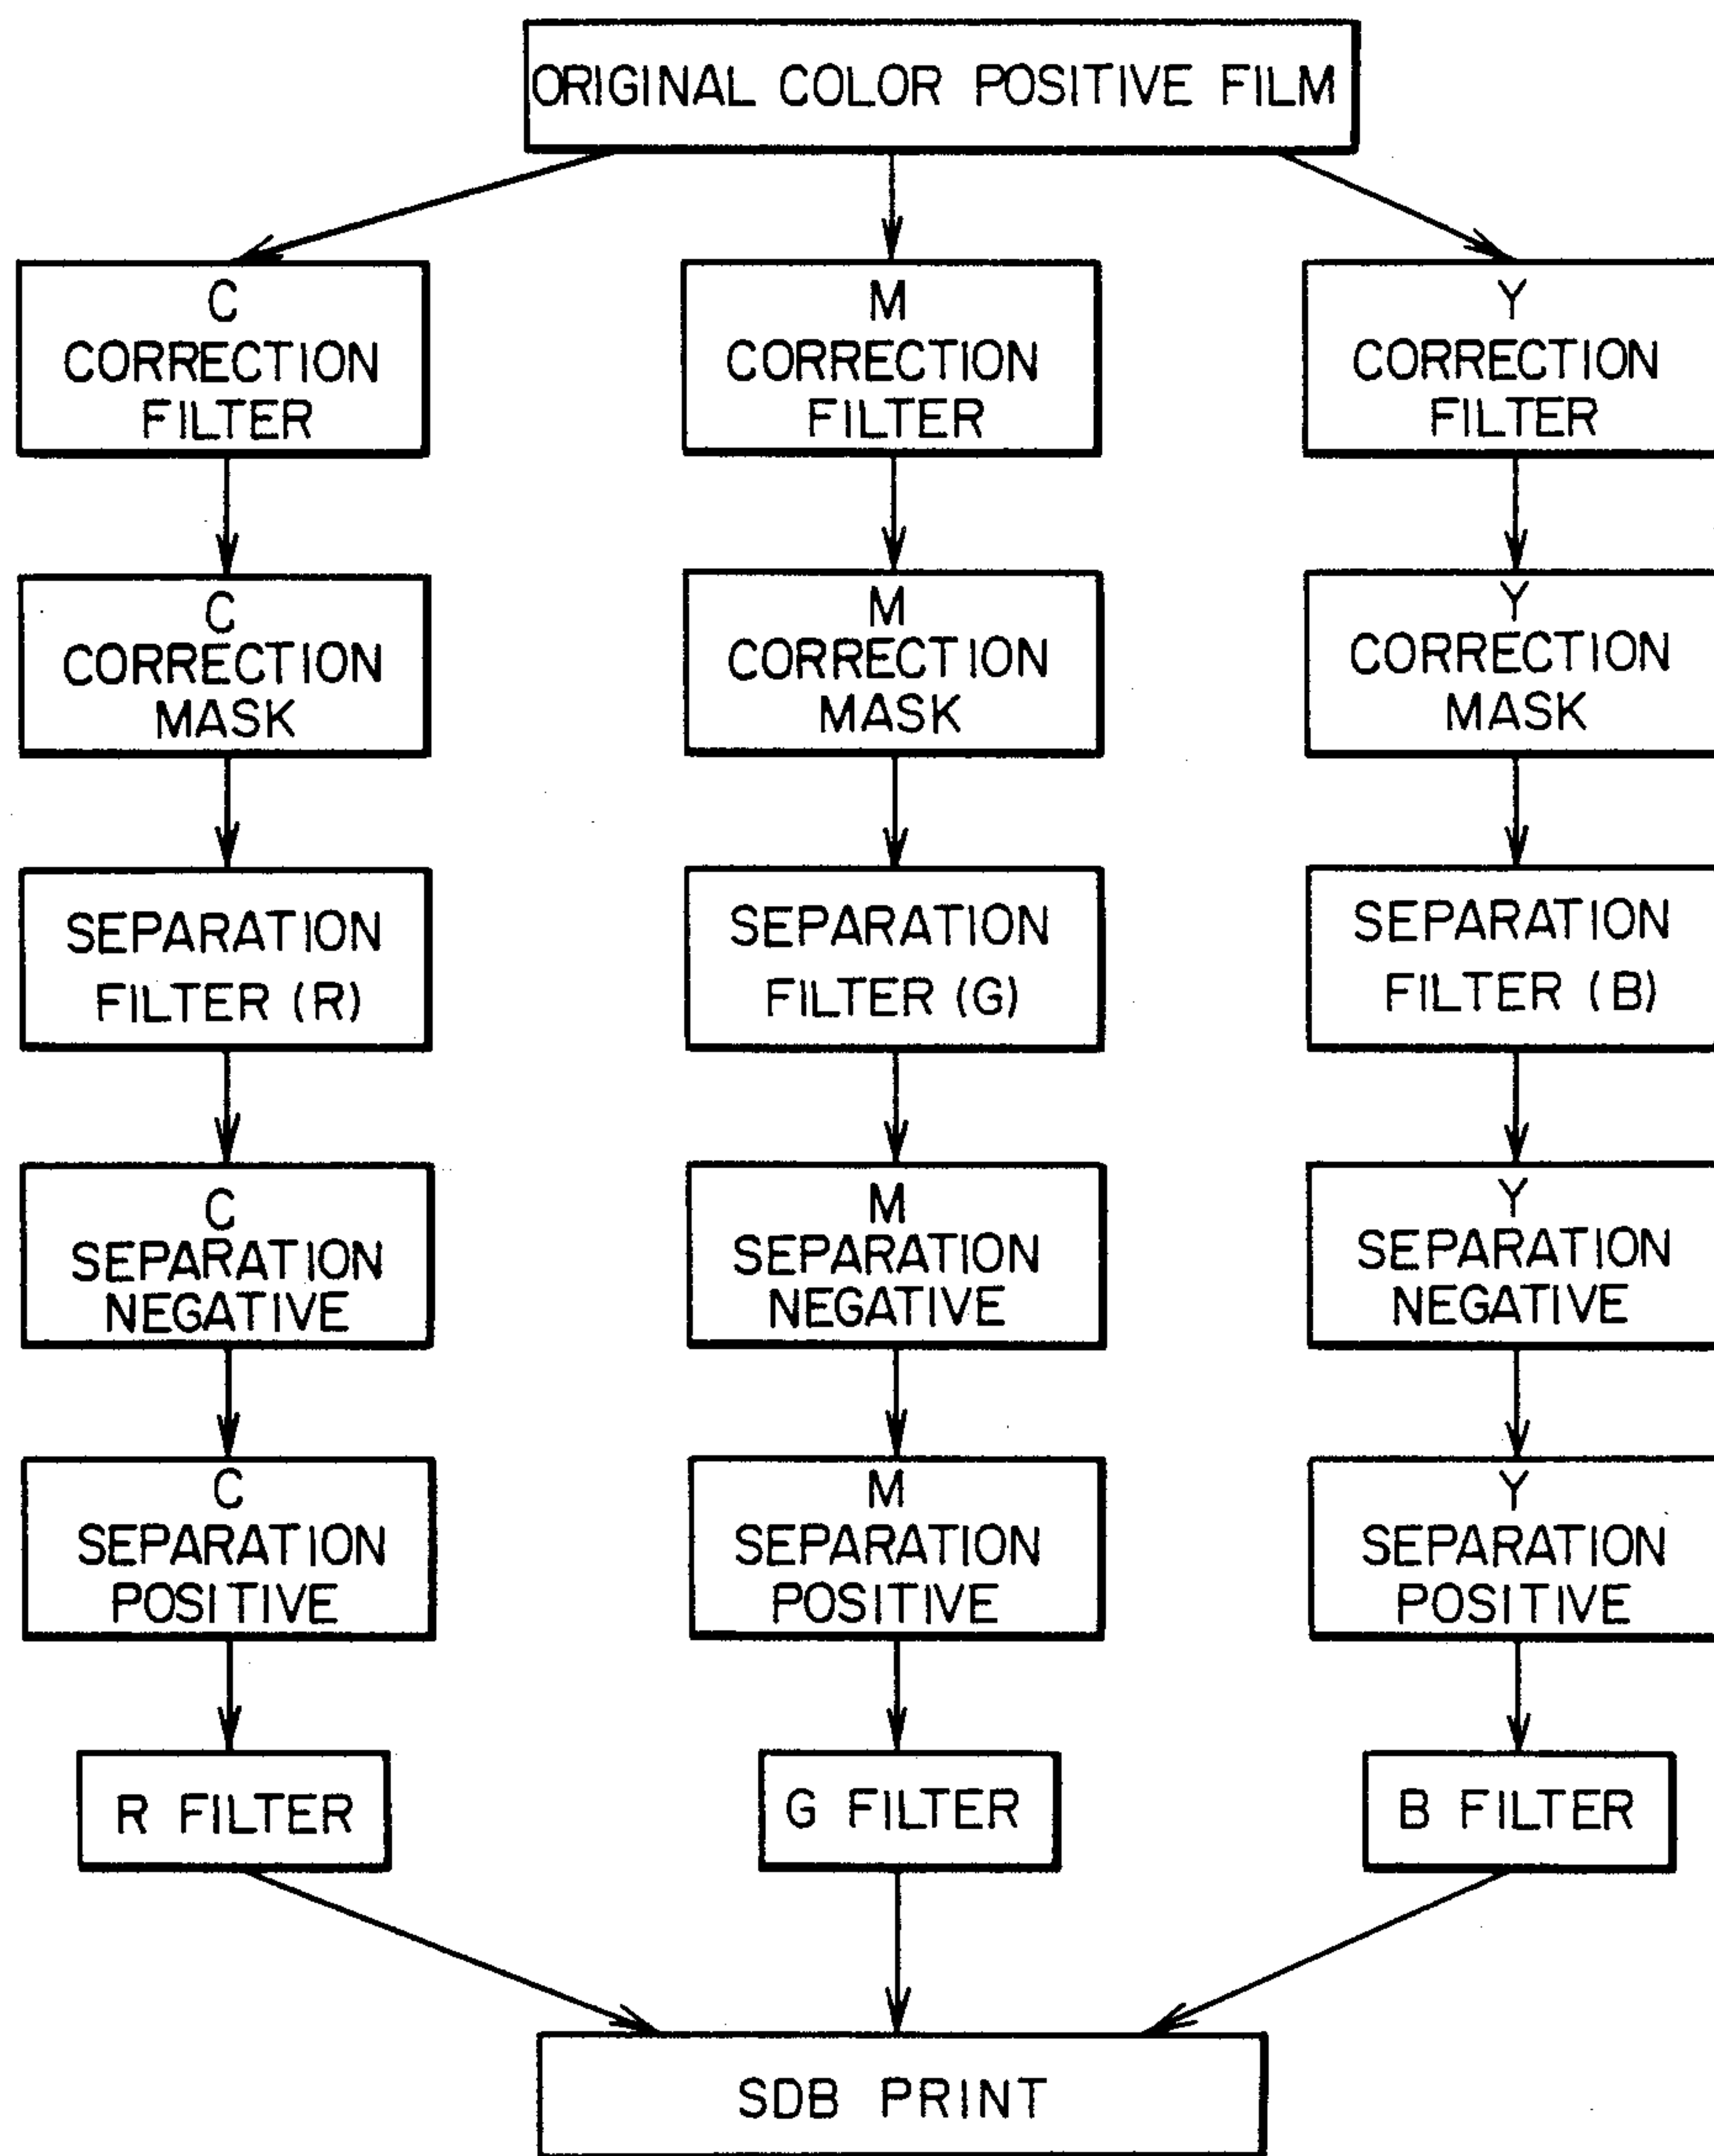 ORIGINAL COLOR POSITIVE FILM
C
CORRECTION
FILTER
M
CORRECTION
FILTER
Y
CORRECTION
FILTER
C
CORRECTION
MASK
M
CORRECTION
MASK
Y
CORRECTION
MASK
SEPARATION
FILTER (R)
SEPARATION
FILTER (G)
SEPARATION
FILTER (B)
C
SEPARATION
NEGATIVE
M
SEPARATION
NEGATIVE
Y
SEPARATION
NEGATIVE
C
SEPARATION
POSITIVE
M
SEPARATION
POSITIVE
Y
SEPARATION
POSITIVE
R FILTER
G FILTER
B FILTER
SDB PRINT